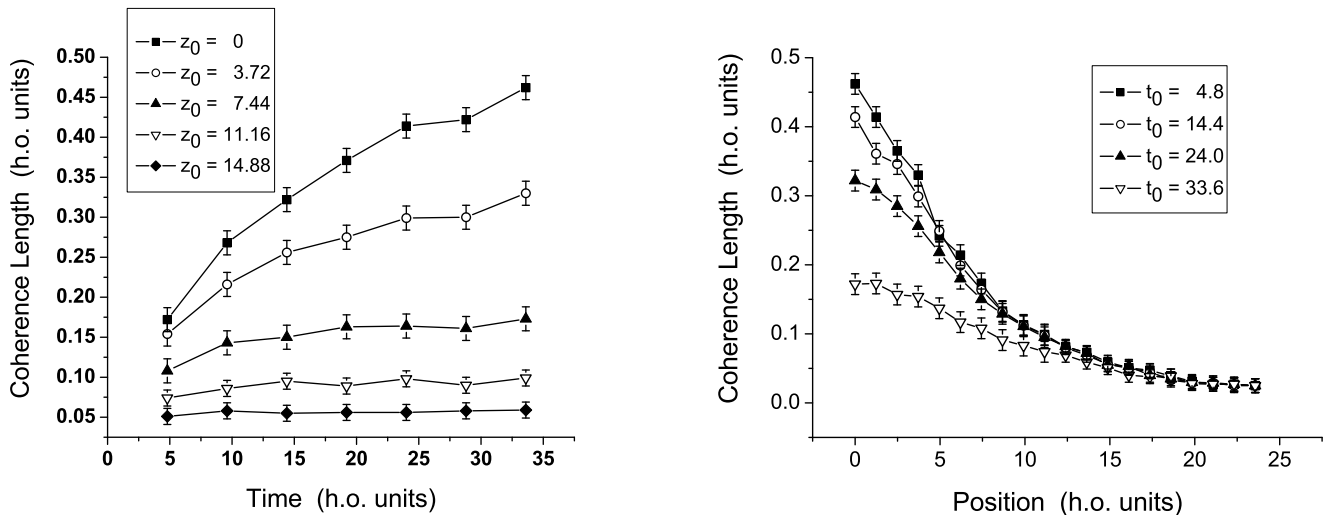 z0 = 0
z0 = 3.72
z0 = 7.44
z0 = 11.16
z0 = 14.88
0.50
0.45
0.40
0.35
0.30
0.25
0.20
0.15
0.10
0.05
Coherence Length (h.o. units)
0 5 10 15 20 25 30 35
Time (h.o. units)
t0 = 4.8
t0 = 14.4
t0 = 24.0
t0 = 33.6
0.5
0.4
0.3
0.2
0.1
0.0
Coherence Length (h.o. units)
0 5 10 15 20 25
Position (h.o. units)